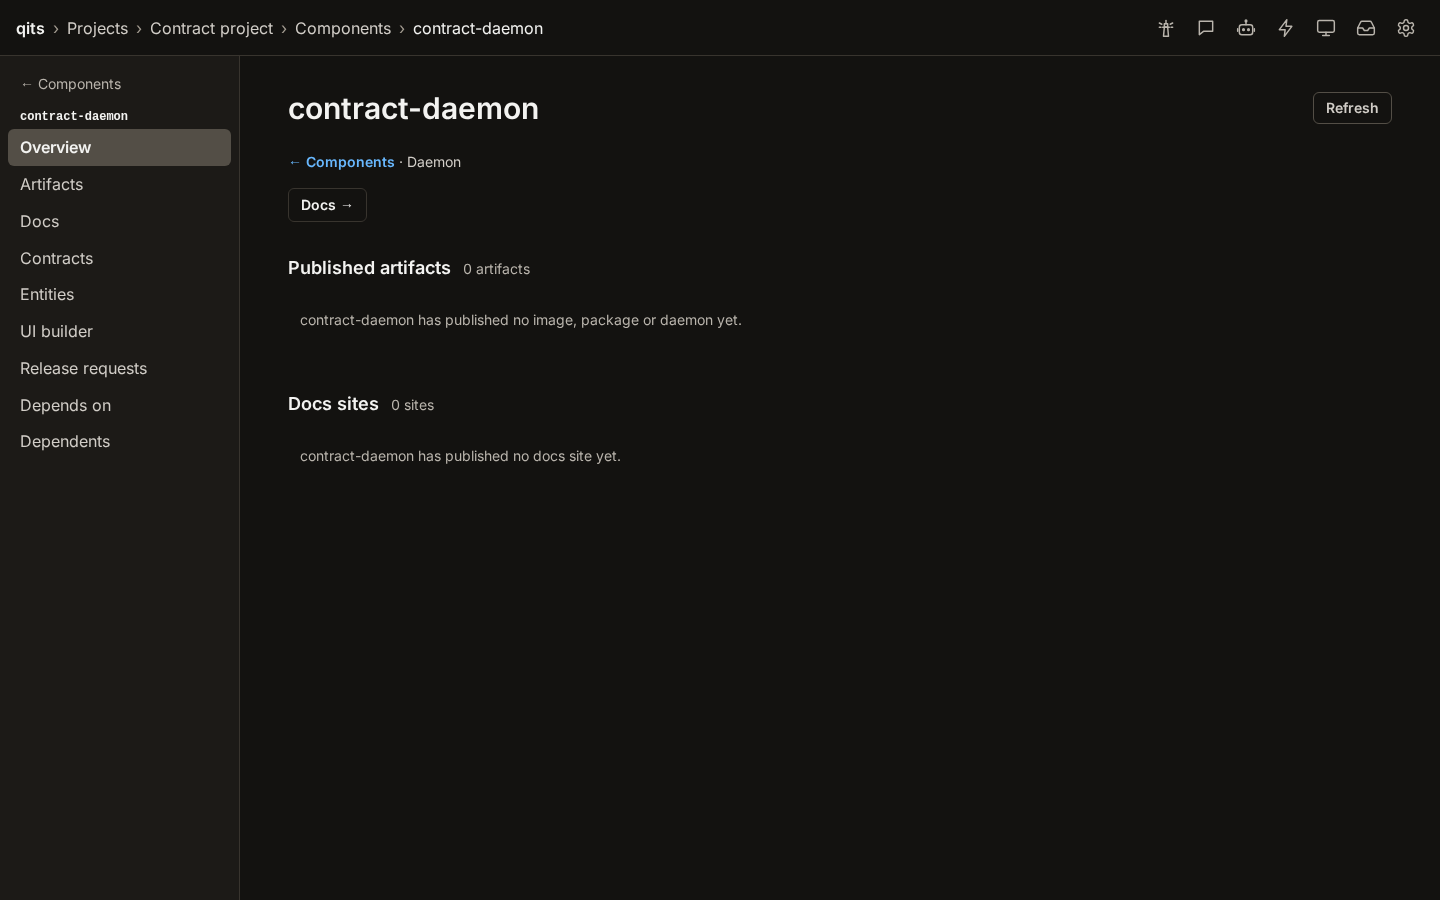 qits › Projects › Contract project › Components › contract-daemon
← Components
contract-daemon
Overview
Artifacts
Docs
Contracts
Entities
UI builder
Release requests
Depends on
Dependents
contract-daemon
Refresh
← Components · Daemon
Docs →
Published artifacts 0 artifacts
contract-daemon has published no image, package or daemon yet.
Docs sites 0 sites
contract-daemon has published no docs site yet.